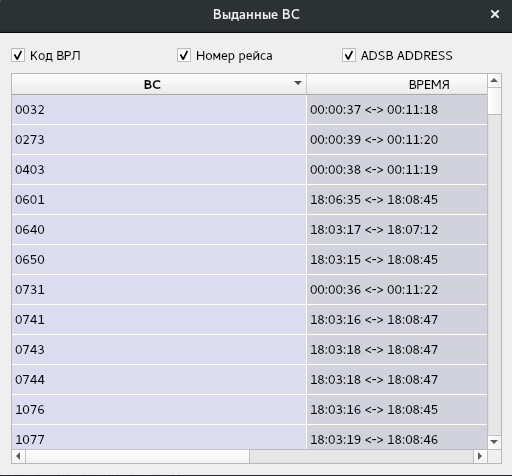 Выданные ВС
Код ВРЛ Номер рейса ADSB ADDRESS
ВС ВРЕМЯ
0032 00:00:37 <-> 00:11:18
0273 00:00:39 <-> 00:11:20
0403 00:00:38 <-> 00:11:19
0601 18:06:35 <-> 18:08:45
0640 18:03:17 <-> 18:07:12
0650 18:03:15 <-> 18:08:45
0731 00:00:36 <-> 00:11:22
0741 18:03:16 <-> 18:08:47
0743 18:03:18 <-> 18:08:47
0744 18:03:18 <-> 18:08:47
1076 18:03:16 <-> 18:08:45
1077 18:03:19 <-> 18:08:46